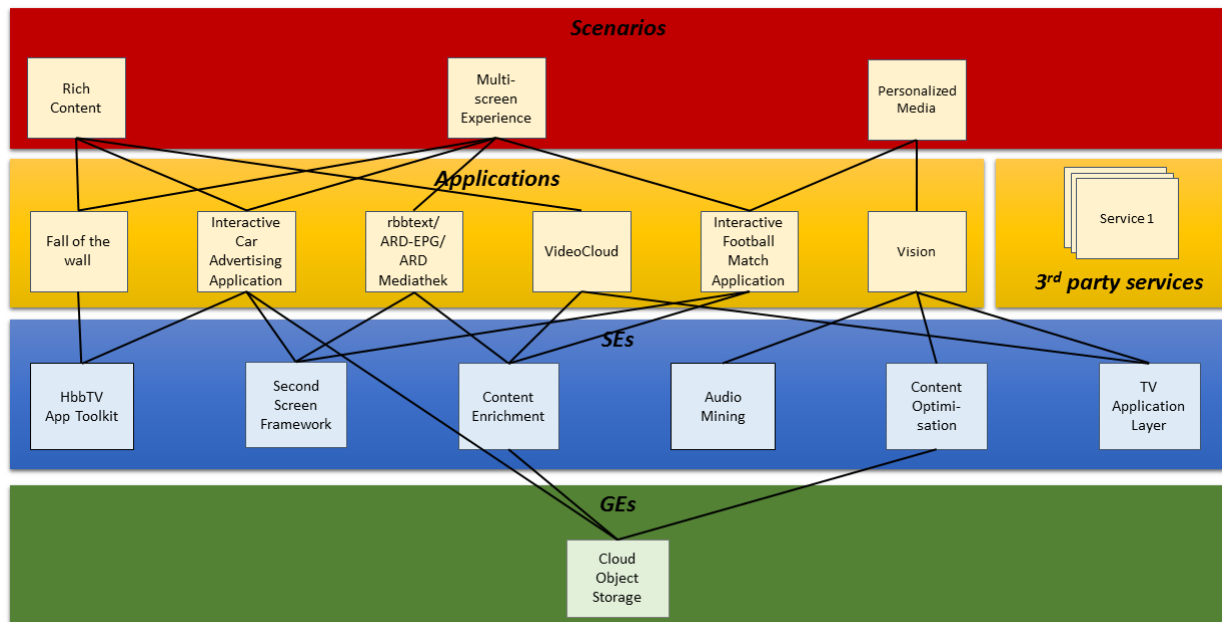 Scenarios
Rich
Content
Multi-
screen
Experience
Personalized
Media
Applications
Fall of the
wall
Interactive
Car
Advertising
Application
rbbtext/
ARD-EPG/
ARD
Mediathek
VideoCloud
Interactive
Football
Match
Application
Vision
Service 1
3rd party services
SEs
HbbTV
App Toolkit
Second
Screen
Framework
Content
Enrichment
Audio
Mining
Content
Optimi-
sation
TV
Application
Layer
GEs
Cloud
Object
Storage